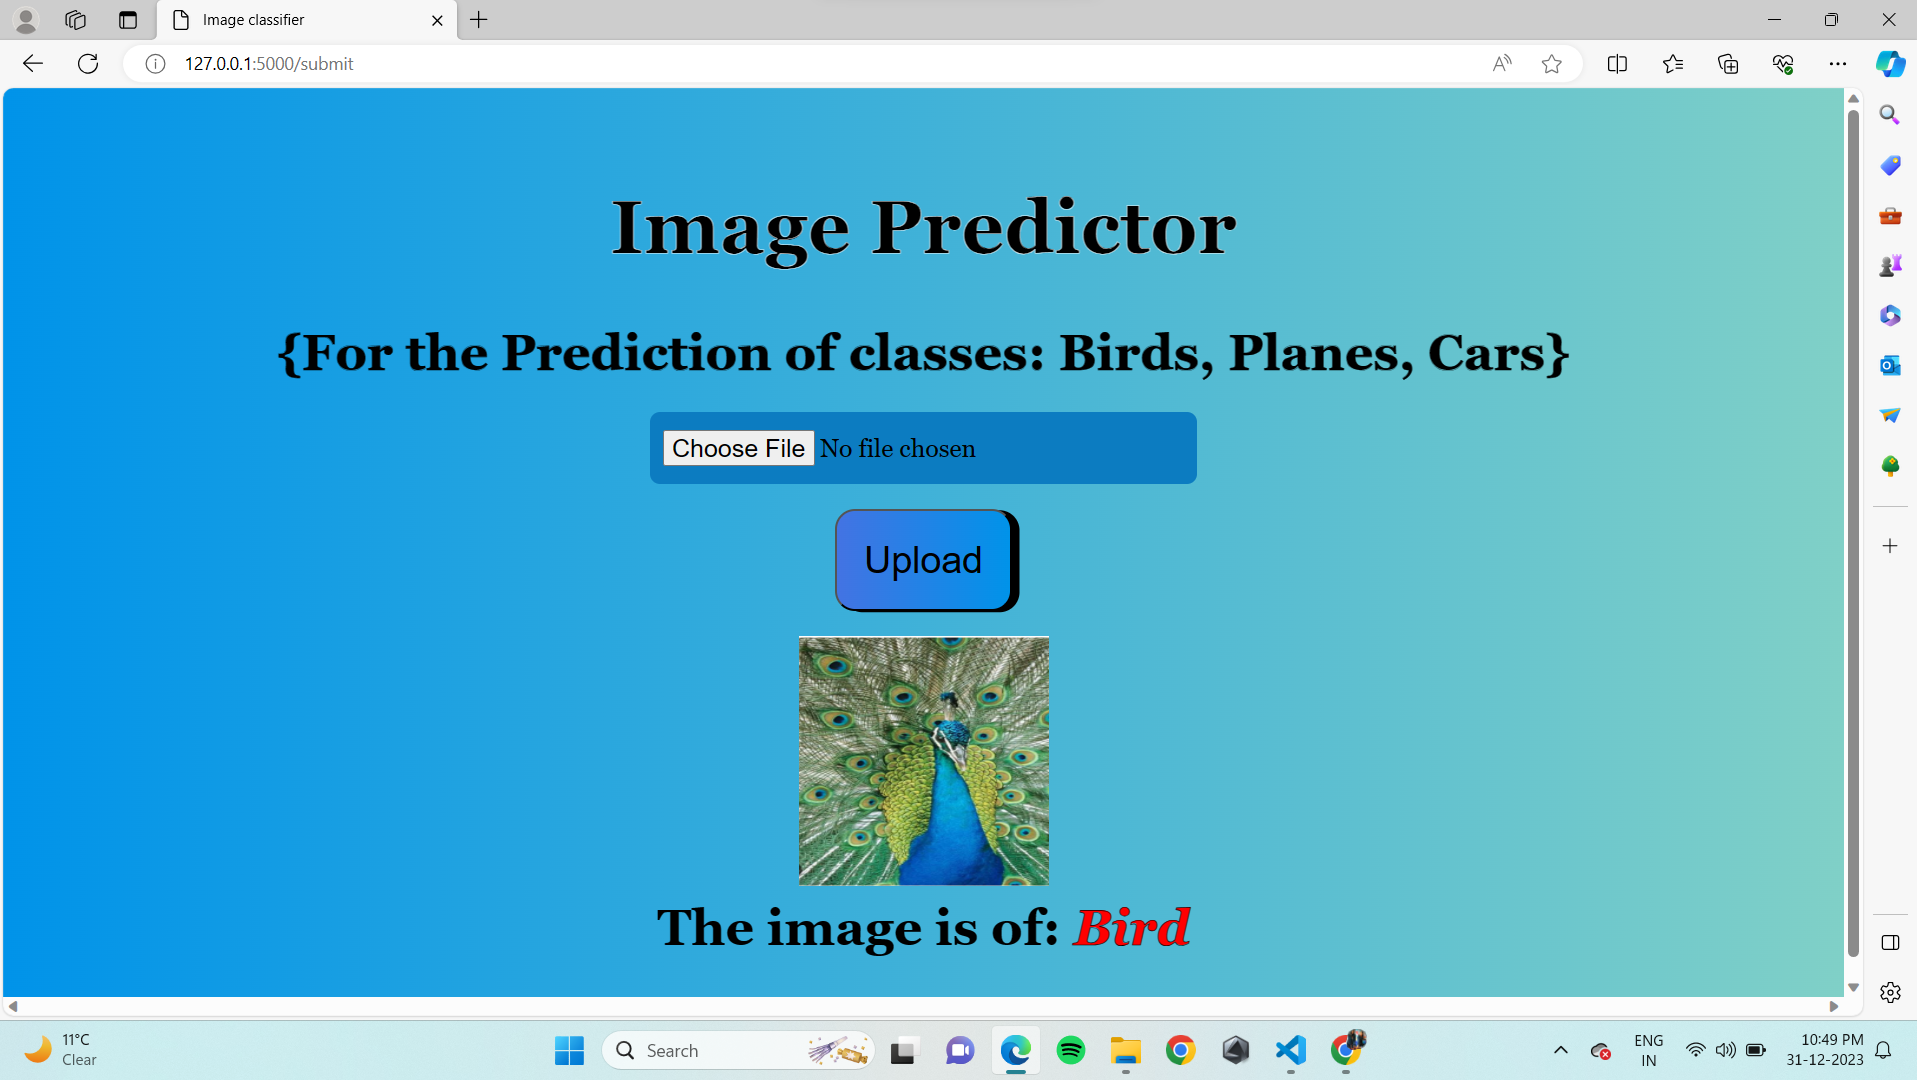 Image classifier
127.0.0.1:5000/submit
Image Predictor
{For the Prediction of classes: Birds, Planes, Cars}
Choose File No file chosen
Upload
The image is of: Bird
11°C
Clear
Search
ENG
IN
10:49 PM
31-12-2023